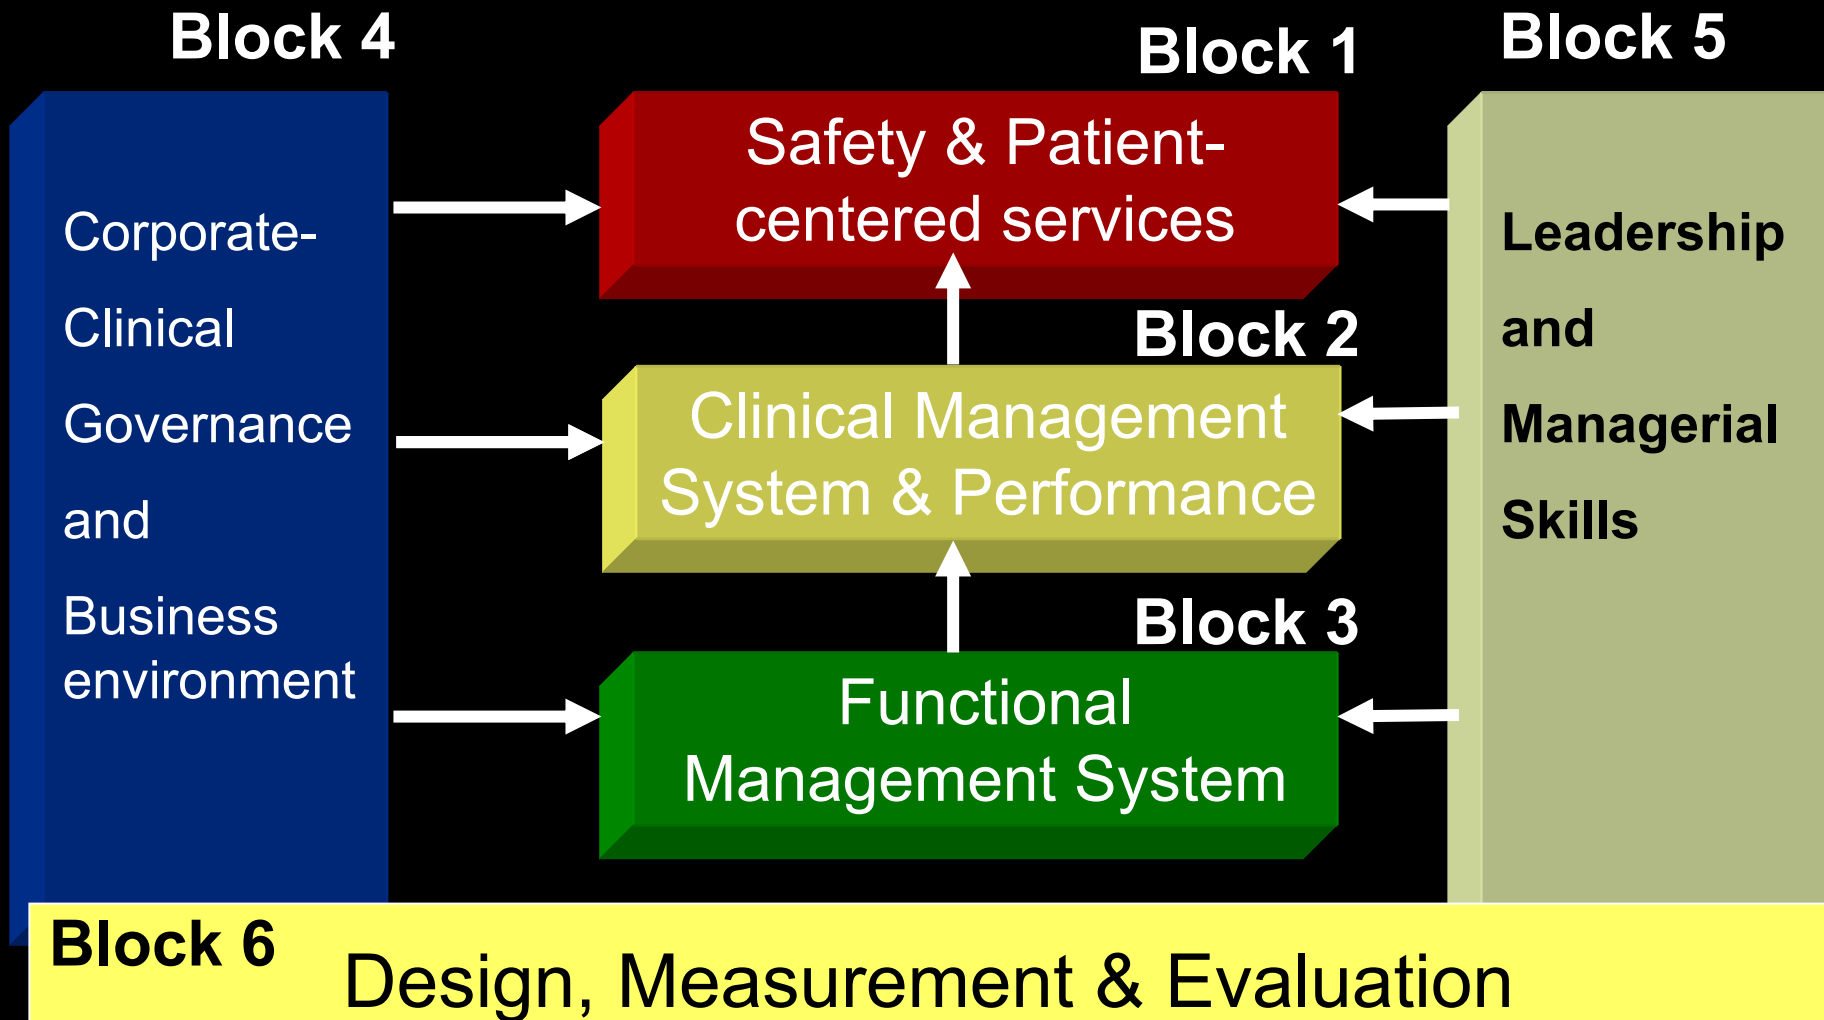 Block 4
Corporate-
Clinical
Governance
and
Business
environment
Block 1
Safety & Patient-
centered services
Block 2
Clinical Management
System & Performance
Block 3
Functional
Management System
Block 5
Leadership
and
Managerial
Skills
Block 6
Design, Measurement & Evaluation